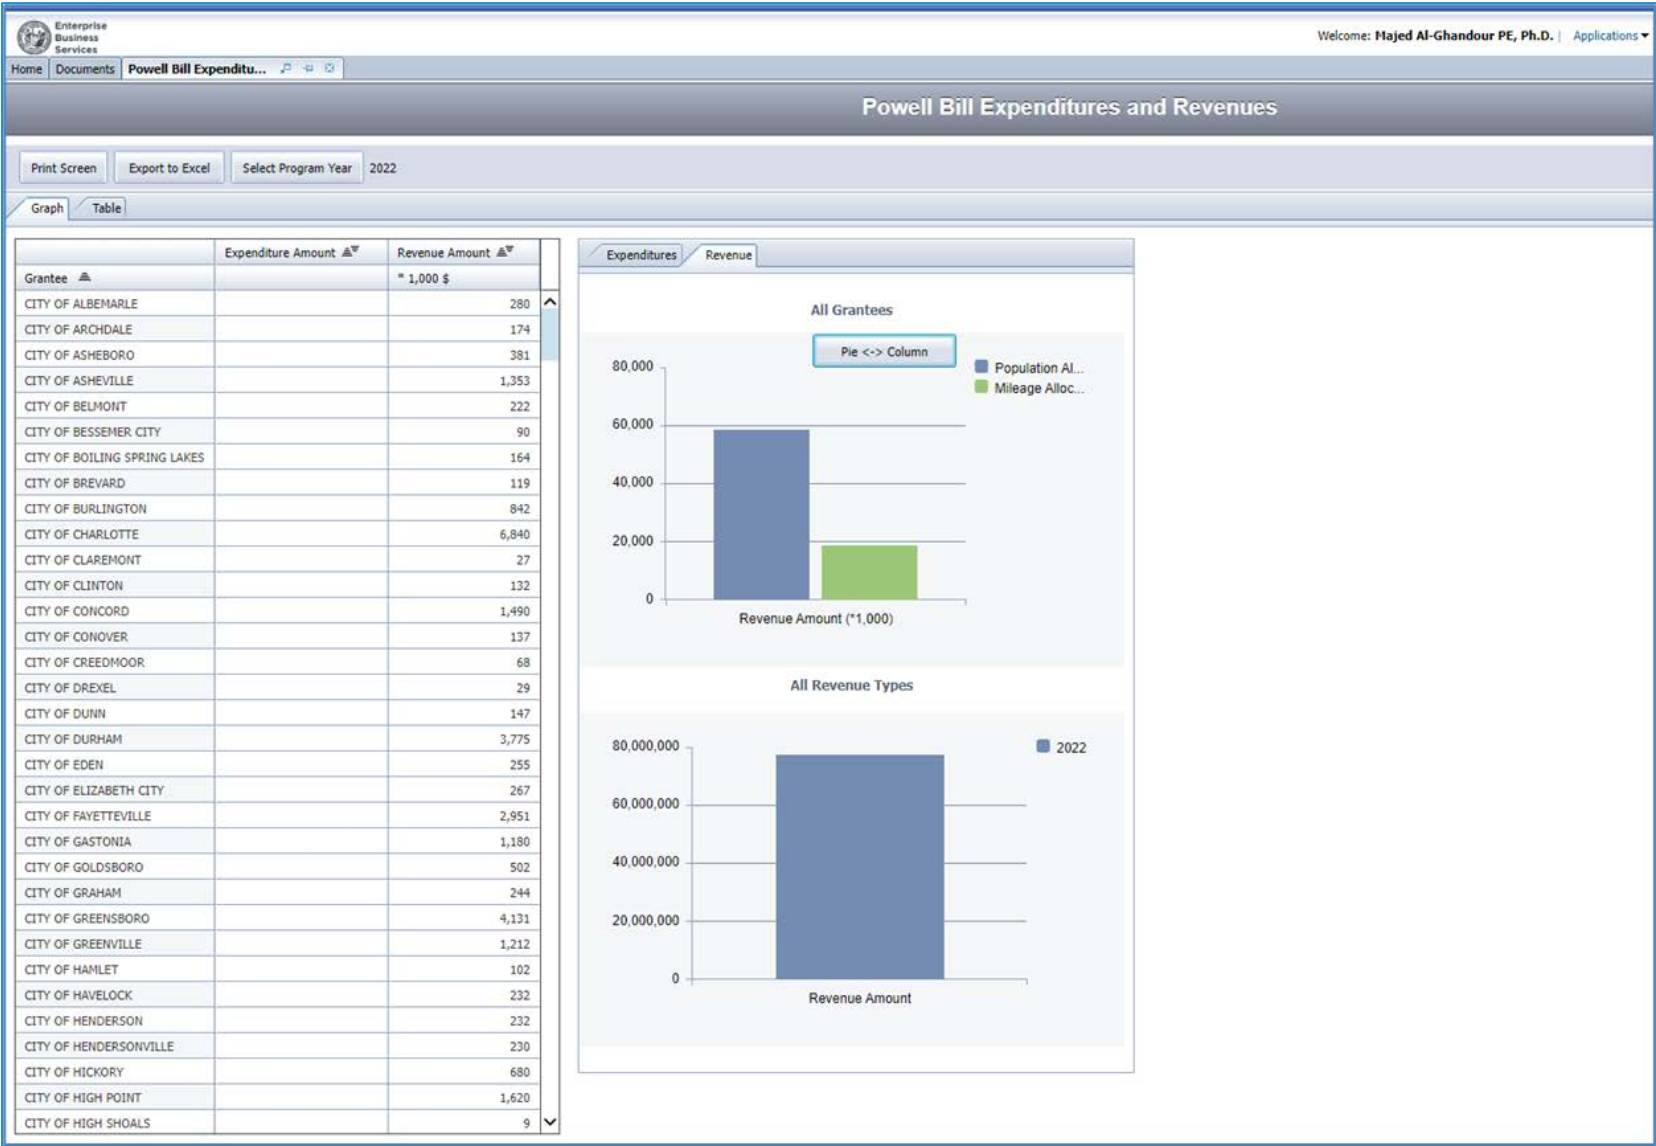 Enterprise
Business
Services
Welcome: Majed Al-Ghandour PE, Ph.D. | Applications
Home Documents Powell Bill Expenditu...
Powell Bill Expenditures and Revenues
Print Screen Export to Excel Select Program Year 2022
Graph Table
Expenditure Amount Revenue Amount
Grantee * 1,000 $
CITY OF ALBEMARLE 280
CITY OF ARCHDALE 174
CITY OF ASHEBORO 381
CITY OF ASHEVILLE 1,353
CITY OF BELMONT 222
CITY OF BESSEMER CITY 90
CITY OF BOILING SPRING LAKES 164
CITY OF BREVARD 119
CITY OF BURLINGTON 842
CITY OF CHARLOTTE 6,840
CITY OF CLAREMONT 27
CITY OF CLINTON 132
CITY OF CONCORD 1,490
CITY OF CONOVER 137
CITY OF CREEDMOOR 68
CITY OF DREXEL 29
CITY OF DUNN 147
CITY OF DURHAM 3,775
CITY OF EDEN 255
CITY OF ELIZABETH CITY 267
CITY OF FAYETTEVILLE 2,951
CITY OF GASTONIA 1,180
CITY OF GOLDSBORO 502
CITY OF GRAHAM 244
CITY OF GREENSBORO 4,131
CITY OF GREENVILLE 1,212
CITY OF HAMLET 102
CITY OF HAVELOCK 232
CITY OF HENDERSON 232
CITY OF HENDERSONVILLE 230
CITY OF HICKORY 680
CITY OF HIGH POINT 1,620
CITY OF HIGH SHOALS 9
Expenditures Revenue
All Grantees
Pie <-> Column
80,000
60,000
40,000
20,000
0
Population Al...
Mileage Alloc...
Revenue Amount (*1,000)
All Revenue Types
80,000,000
60,000,000
40,000,000
20,000,000
0
2022
Revenue Amount